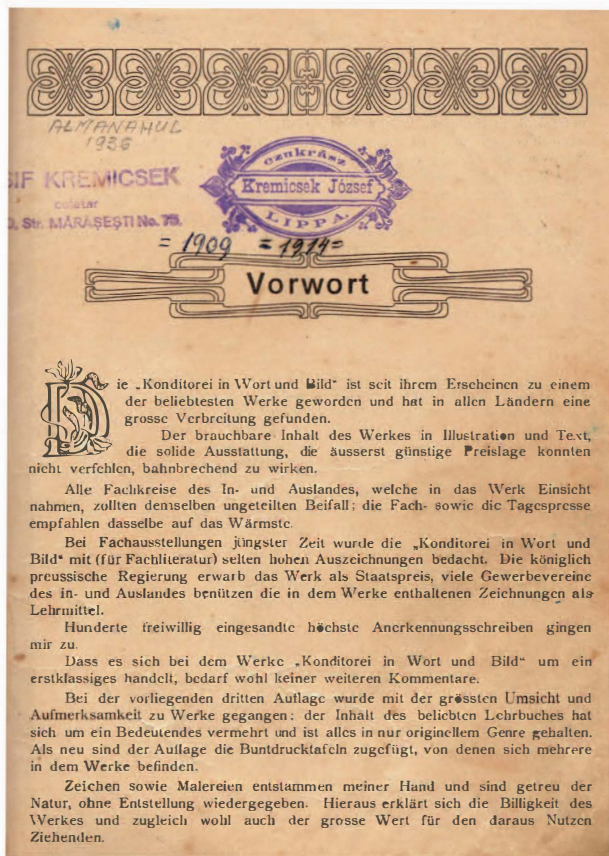 ALMANAHUL
1936
SIF KREMICSEK
cofetar
Str. MĂRĂȘEȘTI No. 75.
czukrász
Kremicsek József
LIPPA.
= 1909 = 1914 =
Vorwort
Die „Konditorei in Wort und Bild“ ist seit ihrem Erscheinen zu einem
der beliebtesten Werke geworden und hat in allen Ländern eine
grosse Verbreitung gefunden.
Der brauchbare Inhalt des Werkes in Illustration und Text,
die solide Ausstattung, die äusserst günstige Preislage konnten
nicht verfehlen, bahnbrechend zu wirken.
Alle Fachkreise des In- und Auslandes, welche in das Werk Einsicht
nahmen, zollten demselben ungeteilten Beifall; die Fach- sowie die Tagespresse
empfahlen dasselbe auf das Wärmste.
Bei Fachausstellungen jüngster Zeit wurde die „Konditorei in Wort und
Bild“ mit (für Fachliteratur) selten hohen Auszeichnungen bedacht. Die königlich
preussische Regierung erwarb das Werk als Staatspreis, viele Gewerbevereine
des in- und Auslandes benützen die in dem Werke enthaltenen Zeichnungen als
Lehrmittel.
Hunderte freiwillig eingesandte höchste Anerkennungsschreiben gingen
mir zu.
Dass es sich bei dem Werke „Konditorei in Wort und Bild“ um ein
erstklassiges handelt, bedarf wohl keiner weiteren Kommentare.
Bei der vorliegenden dritten Auflage wurde mit der grössten Umsicht und
Aufmerksamkeit zu Werke gegangen; der Inhalt des beliebten Lehrbuches hat
sich um ein Bedeutendes vermehrt und ist alles in nur originellem Genre gehalten.
Als neu sind der Auflage die Buntdrucktafeln zugefügt, von denen sich mehrere
in dem Werke befinden.
Zeichen sowie Malereien entstammen meiner Hand und sind getreu der
Natur, ohne Entstellung wiedergegeben. Hieraus erklärt sich die Billigkeit des
Werkes und zugleich wohl auch der grosse Wert für den daraus Nutzen
Ziehenden.